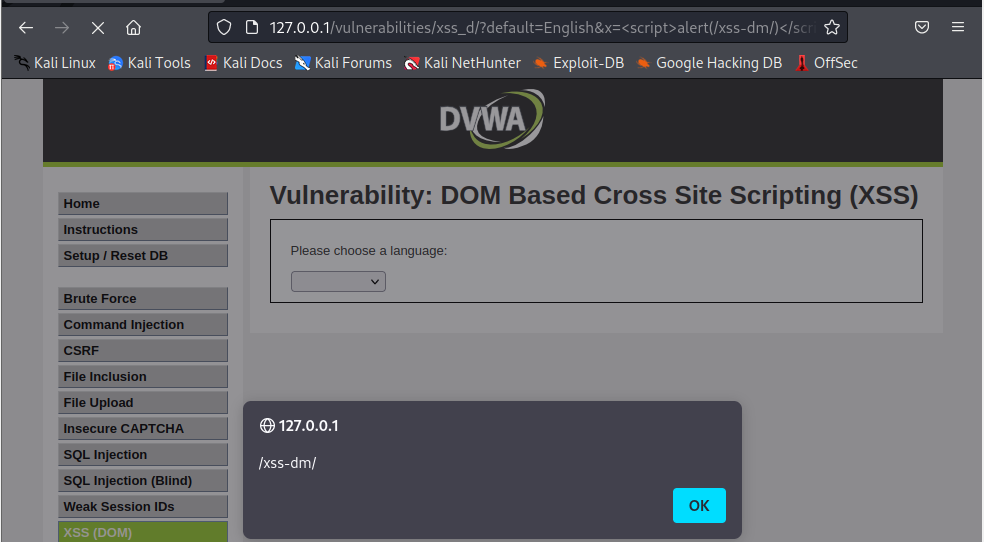 127.0.0.1/vulnerabilities/xss_d/?default=English&x=<script>alert(/xss-dm/)</scr
Kali Linux Kali Tools Kali Docs Kali Forums Kali NetHunter Exploit-DB Google Hacking DB OffSec
DVWA
Home
Instructions
Setup / Reset DB
Brute Force
Command Injection
CSRF
File Inclusion
File Upload
Insecure CAPTCHA
SQL Injection
SQL Injection (Blind)
Weak Session IDs
XSS (DOM)
Vulnerability: DOM Based Cross Site Scripting (XSS)
Please choose a language:
127.0.0.1
/xss-dm/
OK